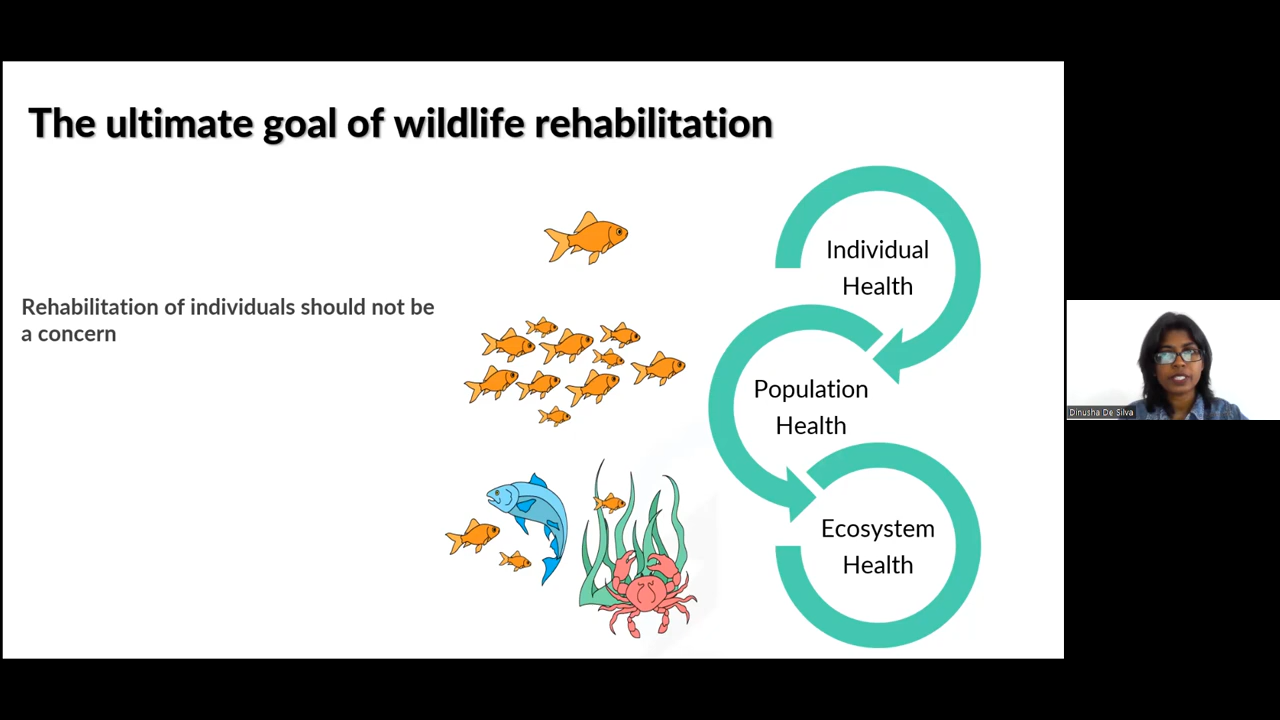 The ultimate goal of wildlife rehabilitation
Rehabilitation of individuals should not be
a concern
Individual
Health
Population
Health
Ecosystem
Health
Dinusha De Silva